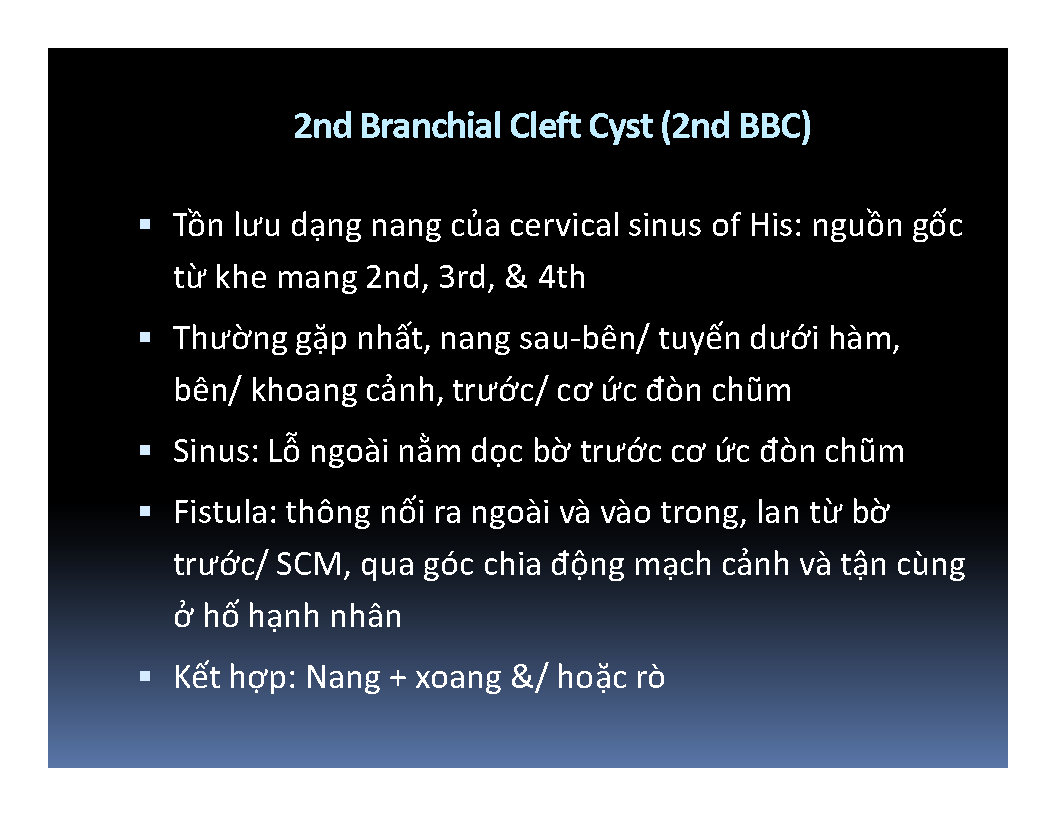 2nd Branchial Cleft Cyst (2nd BBC)
▪ Tồn lưu dạng nang của cervical sinus of His: nguồn gốc
từ khe mang 2nd, 3rd, & 4th
▪ Thường gặp nhất, nang sau-bên/ tuyến dưới hàm,
bên/ khoang cảnh, trước/ cơ ức đòn chũm
▪ Sinus: Lỗ ngoài nằm dọc bờ trước cơ ức đòn chũm
▪ Fistula: thông nối ra ngoài và vào trong, lan từ bờ
trước/ SCM, qua góc chia động mạch cảnh và tận cùng
ở hố hạnh nhân
▪ Kết hợp: Nang + xoang &/ hoặc rò